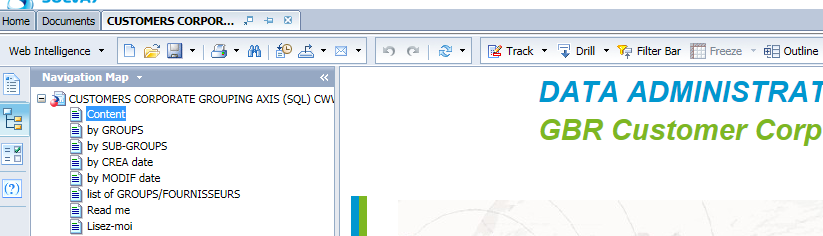 Home Documents CUSTOMERS CORPOR...
Web Intelligence Track Drill Filter Bar Freeze Outline
Navigation Map
CUSTOMERS CORPORATE GROUPING AXIS (SQL)
Content
by GROUPS
by SUB-GROUPS
by CREA date
by MODIF date
list of GROUPS/FOURNISSEURS
Read me
Lisez-moi
DATA ADMINISTRAT
GBR Customer Corp